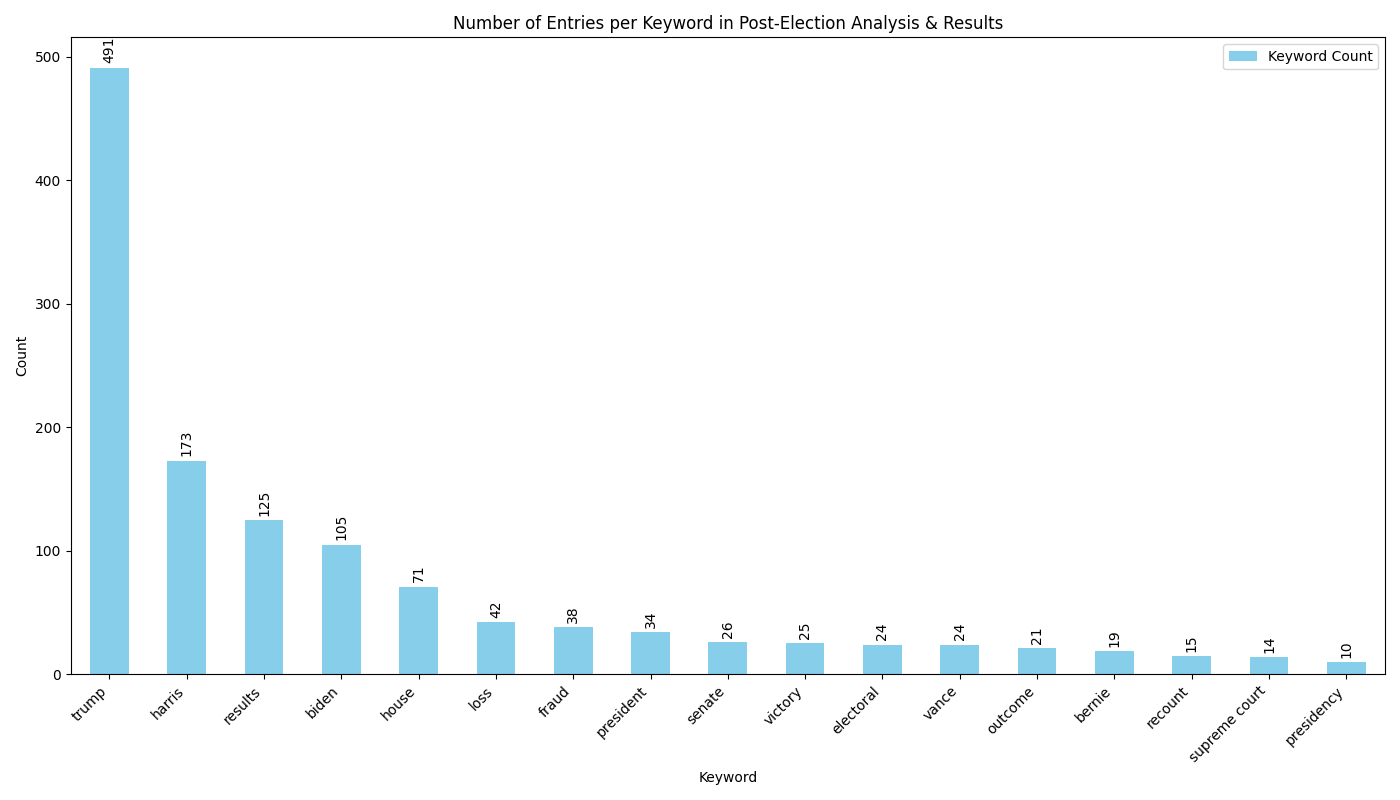 Number of Entries per Keyword in Post-Election Analysis & Results
Keyword Count
Count
500
400
300
200
100
0
491
173
125
105
71
42
38
34
26
25
24
24
21
19
15
14
10
trump
harris
results
biden
house
loss
fraud
president
senate
victory
electoral
vance
outcome
bernie
recount
supreme court
presidency
Keyword